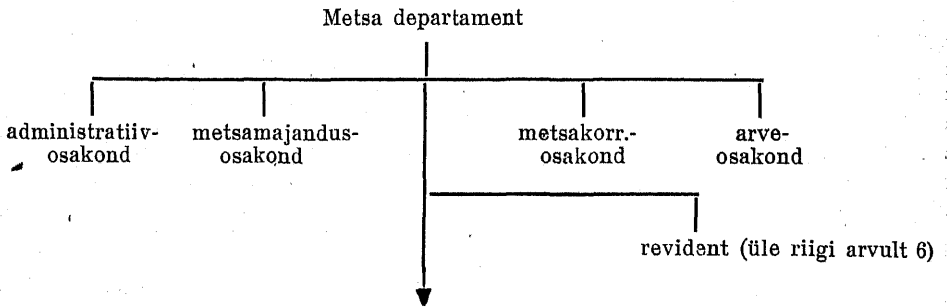 Metsa departament
administratiiv-
osakond
metsamajandus-
osakond
metsakorr.-
osakond
arve-
osakond
revident (üle riigi arvult 6)